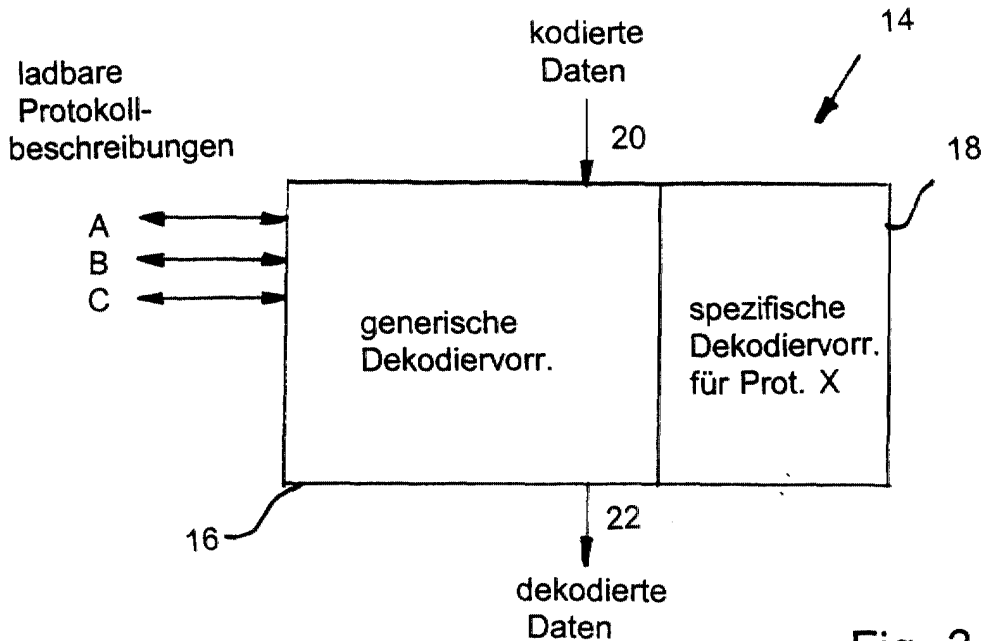 14
kodierte
Daten
ladbare
Protokoll-
beschreibungen
20
18
A
B
C
generische
Dekodiervorr.
spezifische
Dekodiervorr.
für Prot. X
16
22
dekodierte
Daten